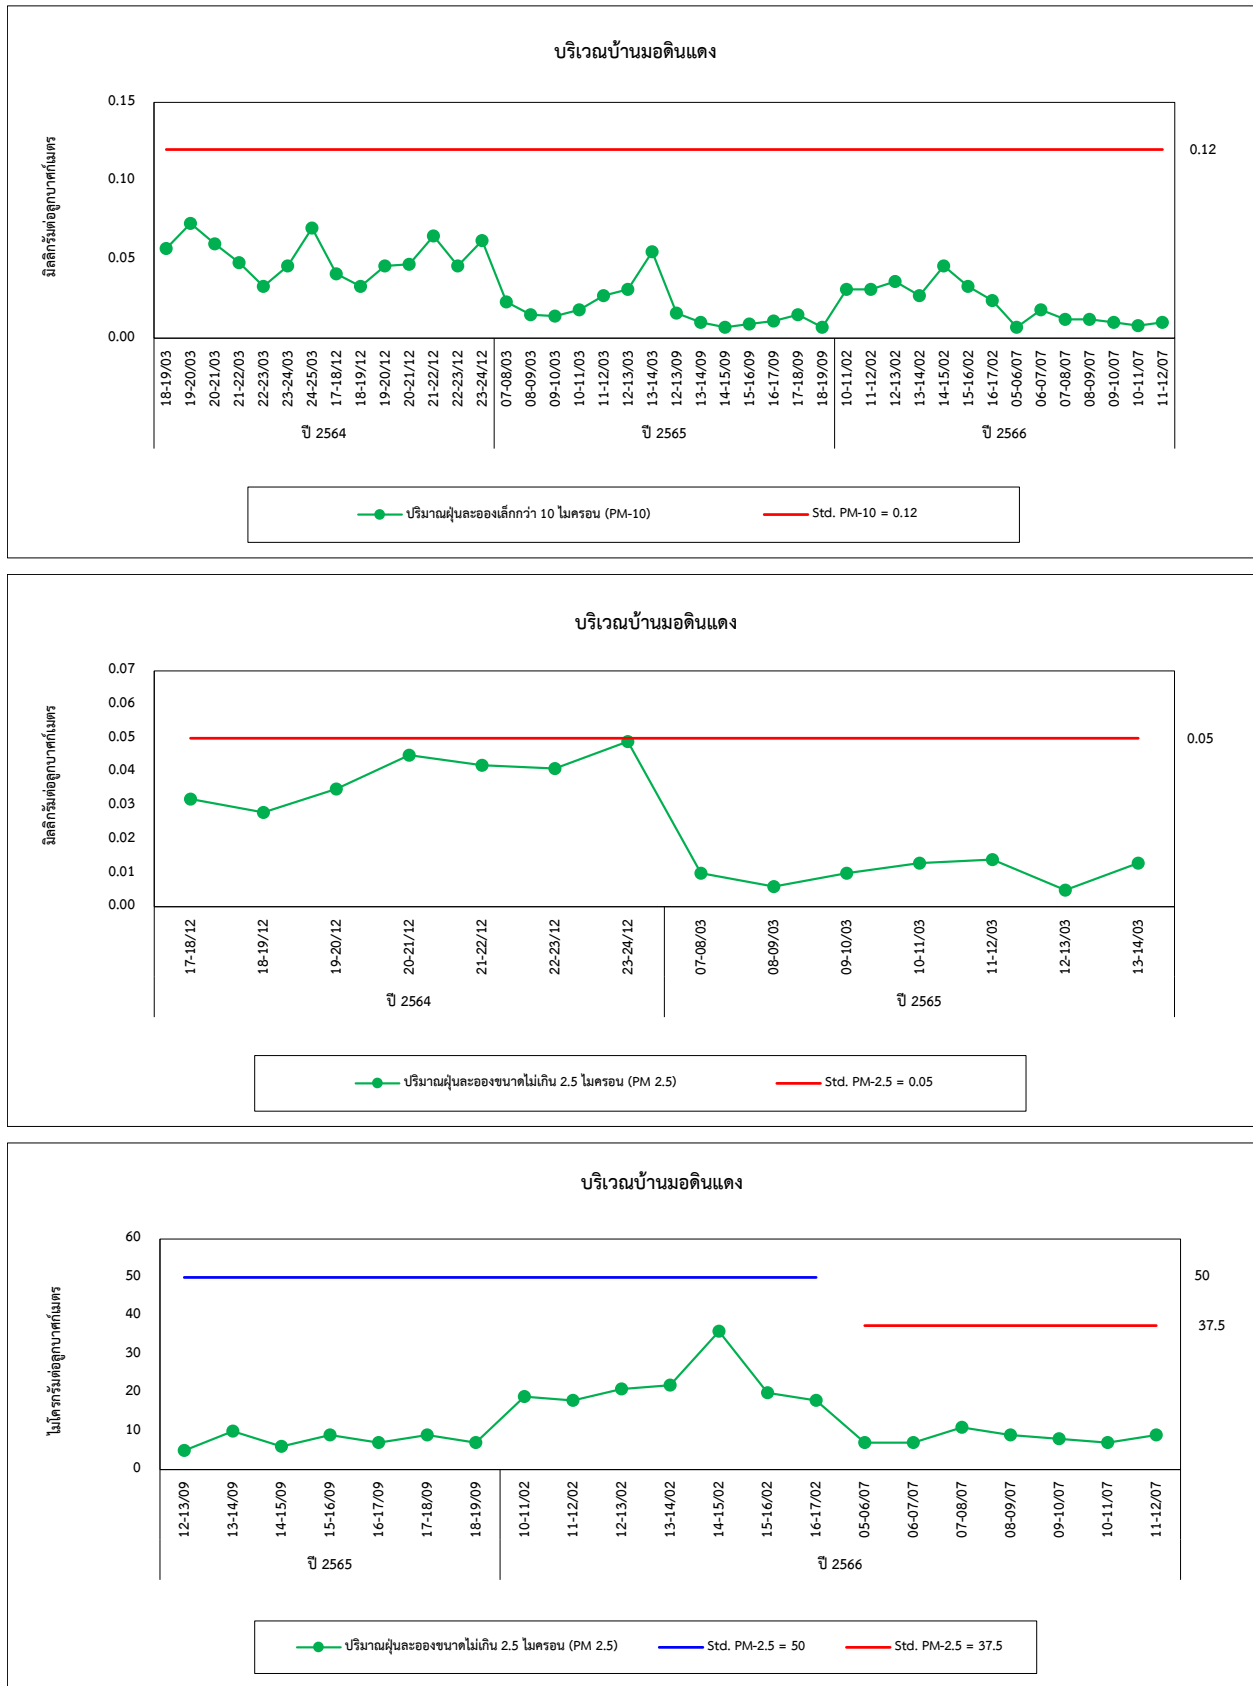 บริเวณบ้านมอดินแดง
มิลลิกรัมต่อลูกบาศก์เมตร
0.15
0.10
0.05
0.00
0.12
18-19/03 19-20/03 20-21/03 21-22/03 22-23/03 23-24/03 24-25/03 17-18/12 18-19/12 19-20/12 20-21/12 21-22/12 22-23/12 23-24/12 07-08/03 08-09/03 09-10/03 10-11/03 11-12/03 12-13/03 13-14/03 12-13/09 13-14/09 14-15/09 15-16/09 16-17/09 17-18/09 18-19/09 10-11/02 11-12/02 12-13/02 13-14/02 14-15/02 15-16/02 16-17/02 05-06/07 06-07/07 07-08/07 08-09/07 09-10/07 10-11/07 11-12/07
ปี 2564 ปี 2565 ปี 2566
ปริมาณฝุ่นละอองเล็กกว่า 10 ไมครอน (PM-10) Std. PM-10 = 0.12
บริเวณบ้านมอดินแดง
มิลลิกรัมต่อลูกบาศก์เมตร
0.07
0.06
0.05
0.04
0.03
0.02
0.01
0.00
0.05
17-18/12 18-19/12 19-20/12 20-21/12 21-22/12 22-23/12 23-24/12 07-08/03 08-09/03 09-10/03 10-11/03 11-12/03 12-13/03 13-14/03
ปี 2564 ปี 2565
ปริมาณฝุ่นละอองขนาดไม่เกิน 2.5 ไมครอน (PM 2.5) Std. PM-2.5 = 0.05
บริเวณบ้านมอดินแดง
ไมโครกรัมต่อลูกบาศก์เมตร
60
50
40
30
20
10
0
50
37.5
12-13/09 13-14/09 14-15/09 15-16/09 16-17/09 17-18/09 18-19/09 10-11/02 11-12/02 12-13/02 13-14/02 14-15/02 15-16/02 16-17/02 05-06/07 06-07/07 07-08/07 08-09/07 09-10/07 10-11/07 11-12/07
ปี 2565 ปี 2566
ปริมาณฝุ่นละอองขนาดไม่เกิน 2.5 ไมครอน (PM 2.5) Std. PM-2.5 = 50 Std. PM-2.5 = 37.5